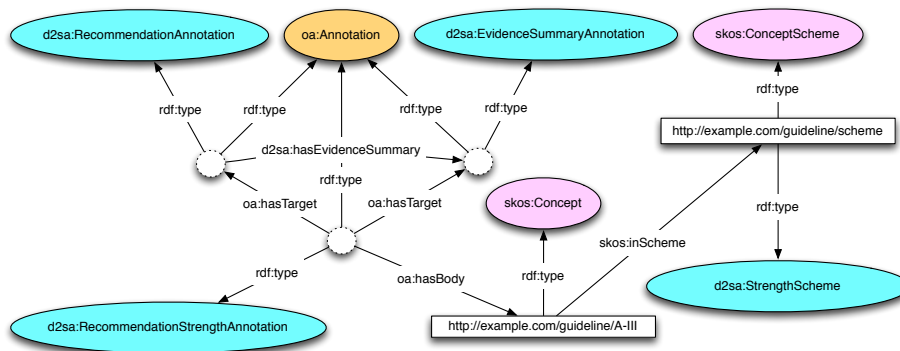 d2sa:RecommendationAnnotation
oa:Annotation
d2sa:EvidenceSummaryAnnotation
skos:ConceptScheme
rdf:type
rdf:type
rdf:type
rdf:type
rdf:type
http://example.com/guideline/scheme
d2sa:hasEvidenceSummary
rdf:type
oa:hasTarget
oa:hasTarget
skos:Concept
rdf:type
skos:inScheme
rdf:type
oa:hasBody
rdf:type
d2sa:StrengthScheme
d2sa:RecommendationStrengthAnnotation
http://example.com/guideline/A-III